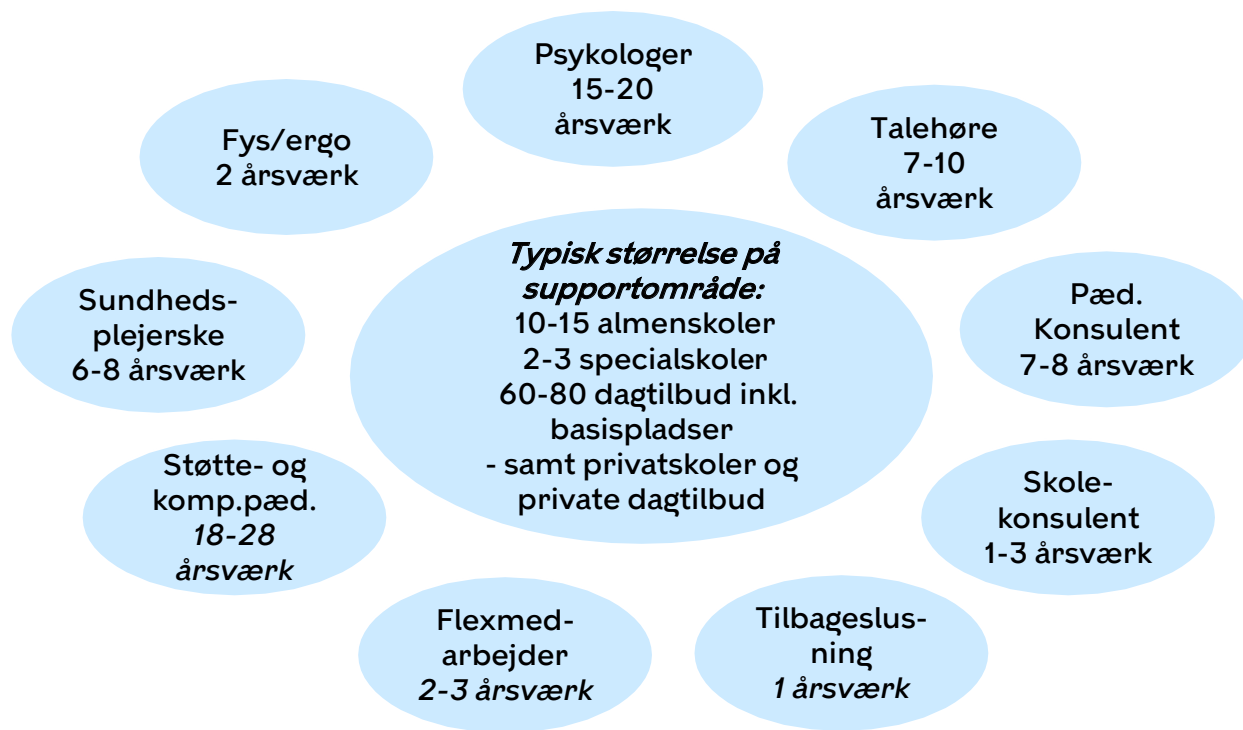 Psykologer
15-20
årsværk
Talehøre
7-10
årsværk
Pæd.
Konsulent
7-8 årsværk
Skole-
konsulent
1-3 årsværk
Tilbageslus-
ning
1 årsværk
Flexmed-
arbejder
2-3 årsværk
Støtte- og
komp.pæd.
18-28
årsværk
Sundheds-
plejerske
6-8 årsværk
Fys/ergo
2 årsværk
Typisk størrelse på
supportområde:
10-15 almenskoler
2-3 specialskoler
60-80 dagtilbud inkl.
basispladser
- samt privatskoler og
private dagtilbud